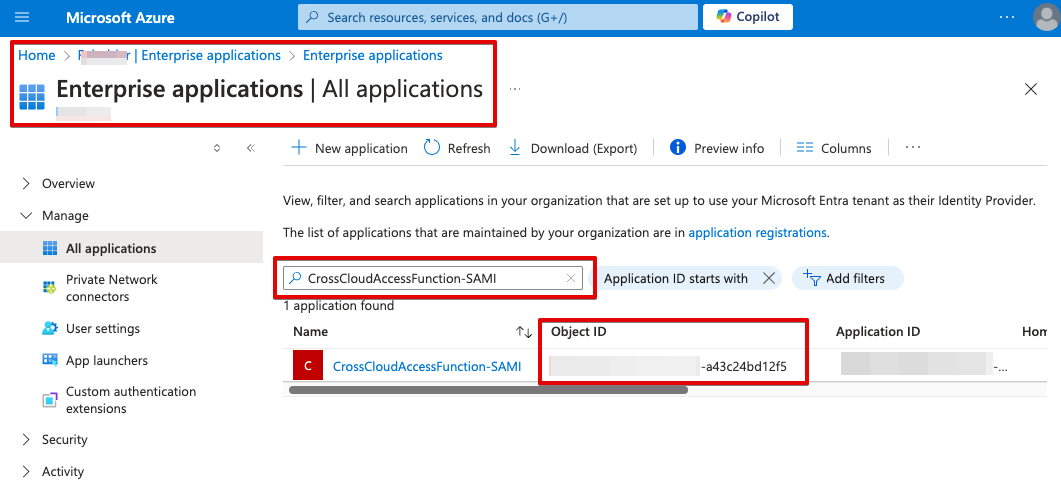 Microsoft Azure
Search resources, services, and docs (G+/)
Copilot
Home > | Enterprise applications > Enterprise applications
Enterprise applications | All applications
New application
Refresh
Download (Export)
Preview info
Columns
Overview
Manage
All applications
Private Network
connectors
User settings
App launchers
Custom authentication
extensions
Security
Activity
View, filter, and search applications in your organization that are set up to use your Microsoft Entra tenant as their Identity Provider.
The list of applications that are maintained by your organization are in application registrations.
CrossCloudAccessFunction-SAMI
Application ID starts with
Add filters
1 application found
Name
Object ID
Application ID
Hom
C
CrossCloudAccessFunction-SAMI
-a43c24bd12f5
-...